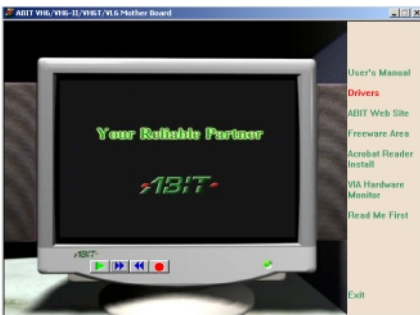 ABIT VH6/VH6-II/VH6T/VL6 Mother Board
User's Manual
Drivers
ABIT Web Site
Freeware Area
Acrobat Reader
Install
VIA Hardware
Monitor
Read Me First
Exit
Your Reliable Partner
ABIT
ABIT